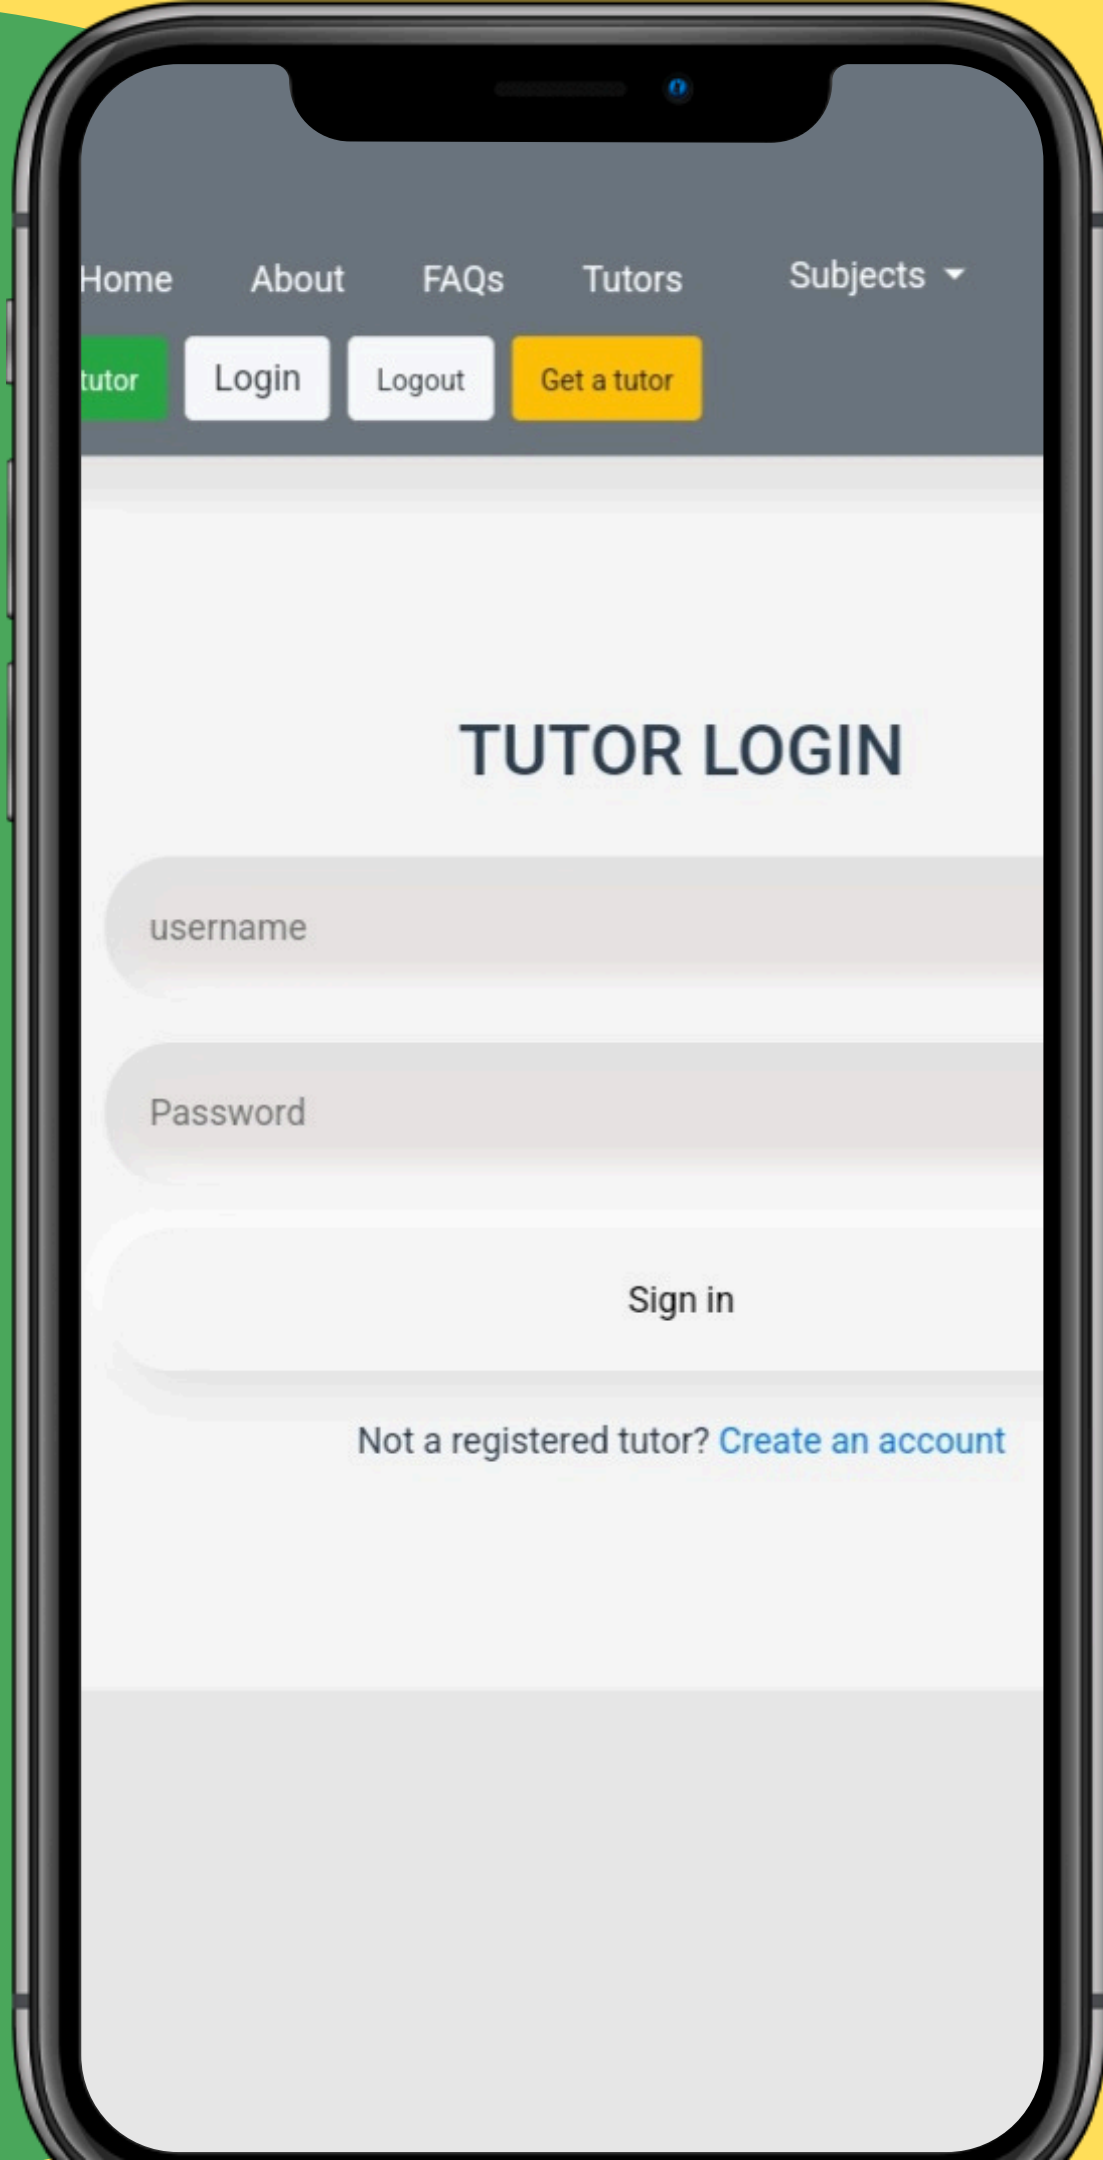 Home About FAQs Tutors Subjects
tutor Login Logout Get a tutor
TUTOR LOGIN
username
Password
Sign in
Not a registered tutor? Create an account